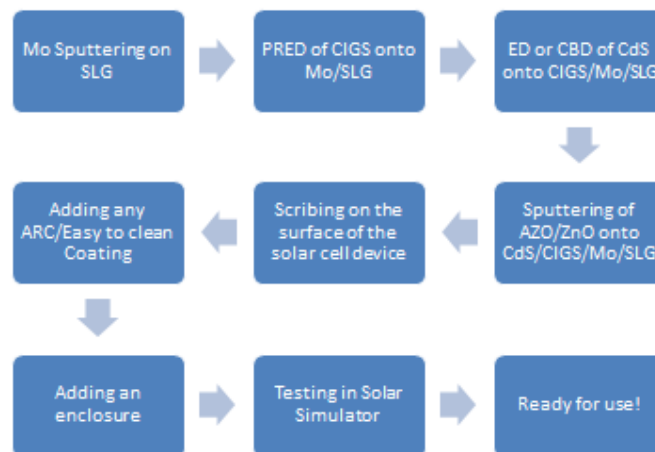 Mo Sputtering on
SLG
PRED of CIGS onto
Mo/SLG
ED or CBD of CdS
onto CIGS/Mo/SLG
Sputtering of
AZO/ZnO onto
CdS/CIGS/Mo/SLG
Scribing on the
surface of the
solar cell device
Adding any
ARC/Easy to clean
Coating
Adding an
enclosure
Testing in Solar
Simulator
Ready for use!